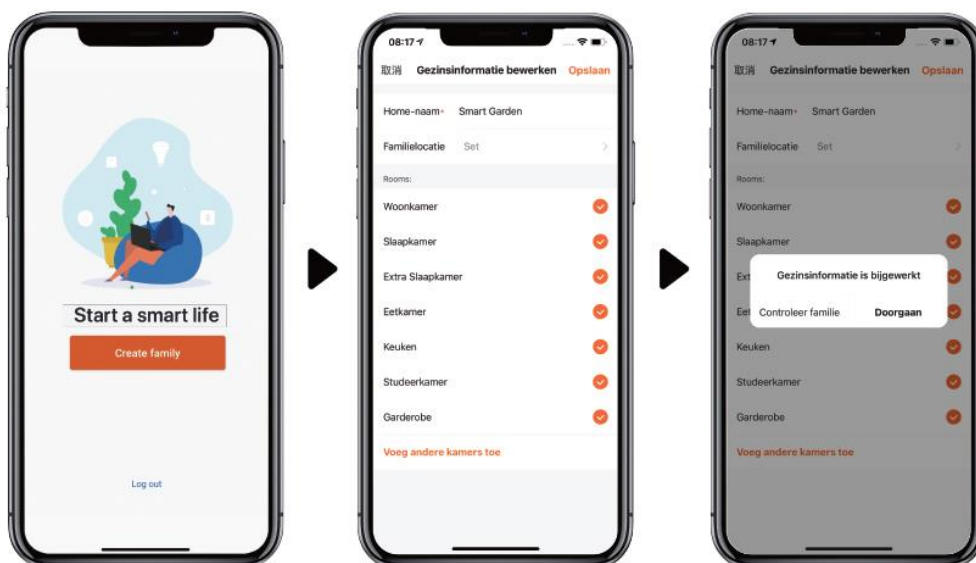 Start a smart life
Create family
Log out
08:17
取消 Gezinsinformatie bewerken Opslaan
Home-naam* Smart Garden
Familielocatie Set
Rooms:
Woonkamer
Slaapkamer
Extra Slaapkamer
Eetkamer
Keuken
Studeerkamer
Garderobe
Voeg andere kamers toe
08:17
取消 Gezinsinformatie bewerken Opslaan
Home-naam* Smart Garden
Familielocatie Set
Rooms:
Woonkamer
Slaapkamer
Ext
Gezinsinformatie is bijgewerkt
Eet
Controleer familie Doorgaan
Keuken
Studeerkamer
Garderobe
Voeg andere kamers toe